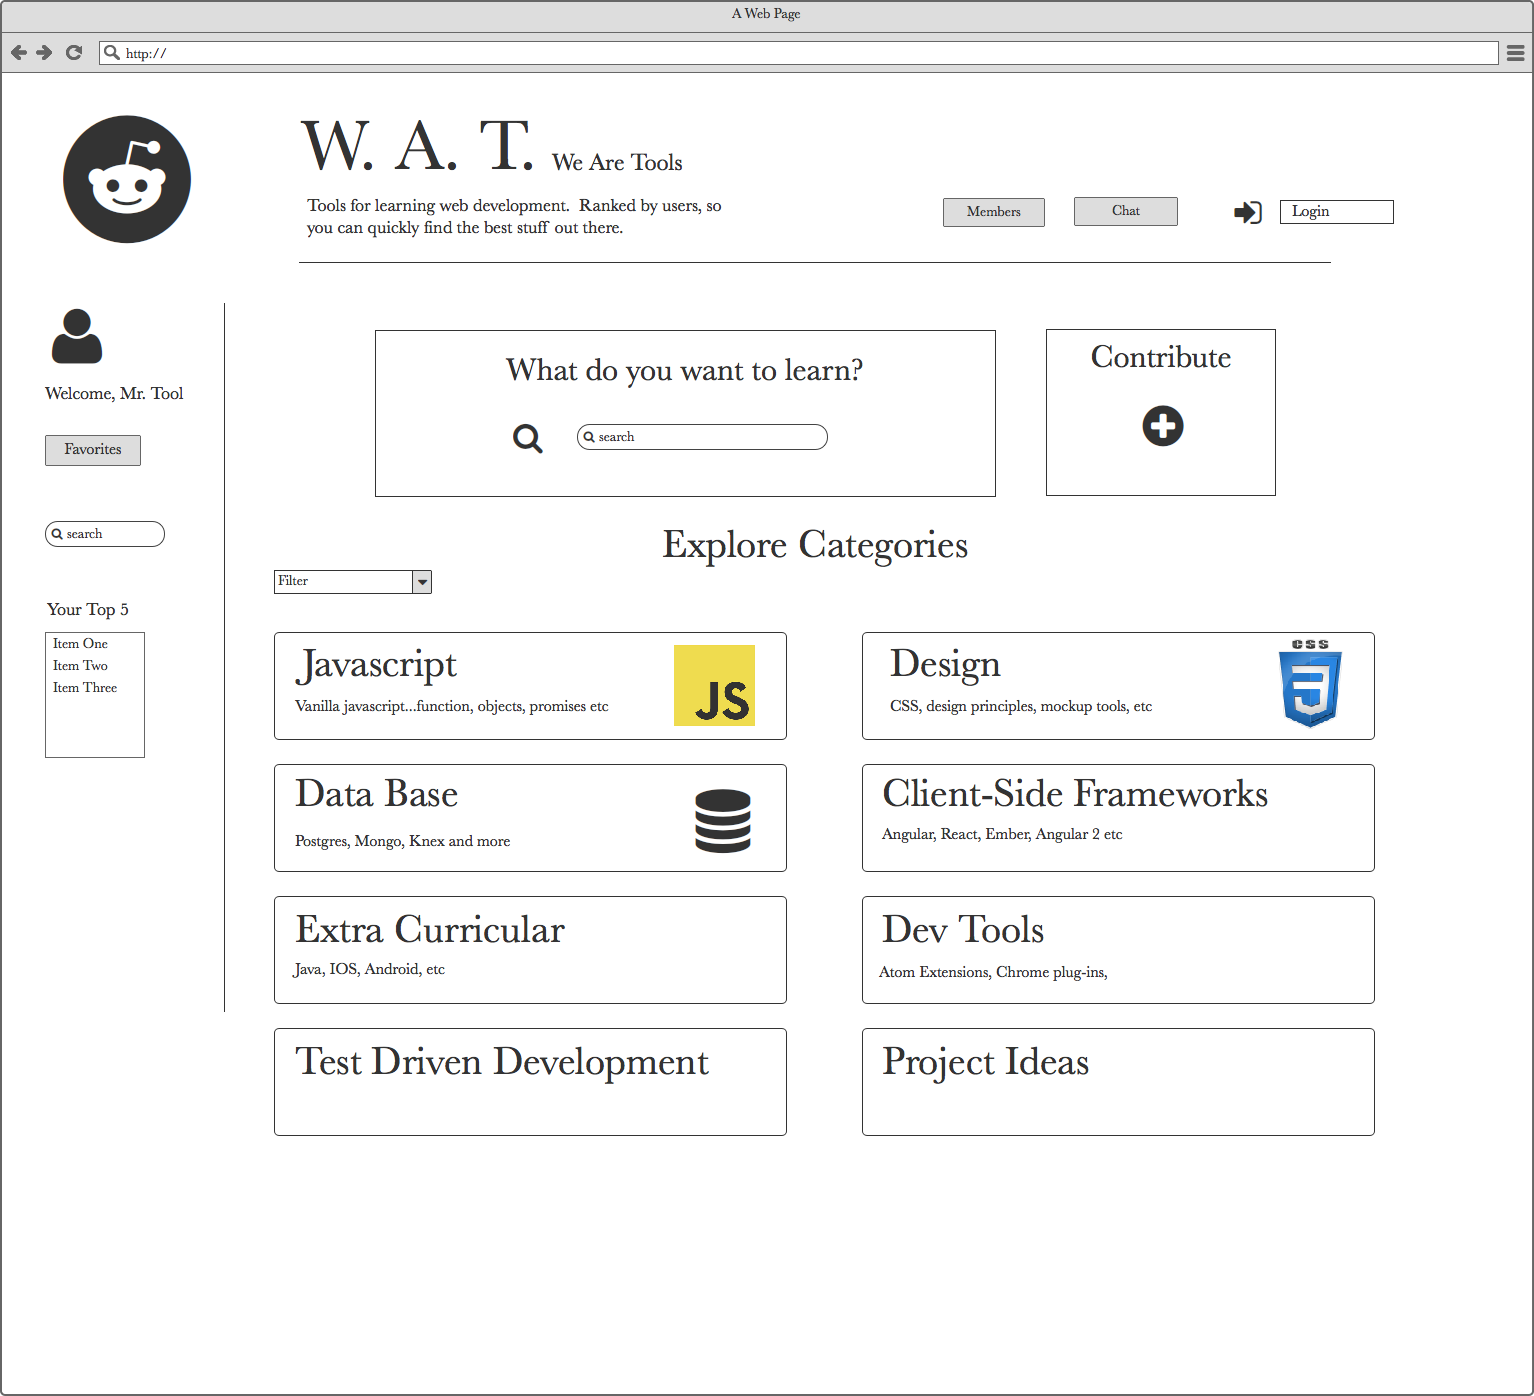 A Web Page
http://
W. A. T. We Are Tools
Tools for learning web development.  Ranked by users, so
you can quickly find the best stuff out there.
Members
Chat
Login
Welcome, Mr. Tool
Favorites
search
Your Top 5
Item One
Item Two
Item Three
What do you want to learn?
search
Contribute
Explore Categories
Filter
Javascript
Vanilla javascript...function, objects, promises etc
JS
Design
CSS, design principles, mockup tools, etc
CSS
Data Base
Postgres, Mongo, Knex and more
Client-Side Frameworks
Angular, React, Ember, Angular 2 etc
Extra Curricular
Java, IOS, Android, etc
Dev Tools
Atom Extensions, Chrome plug-ins,
Test Driven Development
Project Ideas